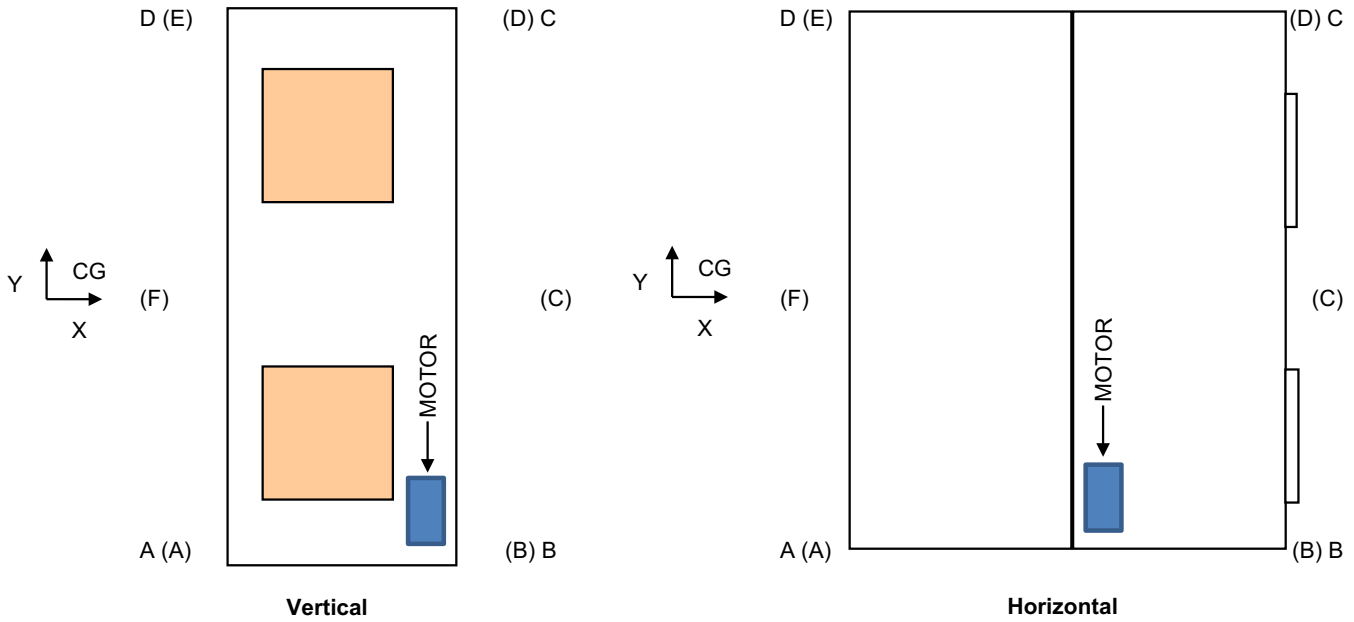 D (E)
(D) C
Y
CG
X
(F)
(C)
MOTOR
A (A)
(B) B
Vertical
D (E)
(D) C
Y
CG
X
(F)
(C)
MOTOR
A (A)
(B) B
Horizontal